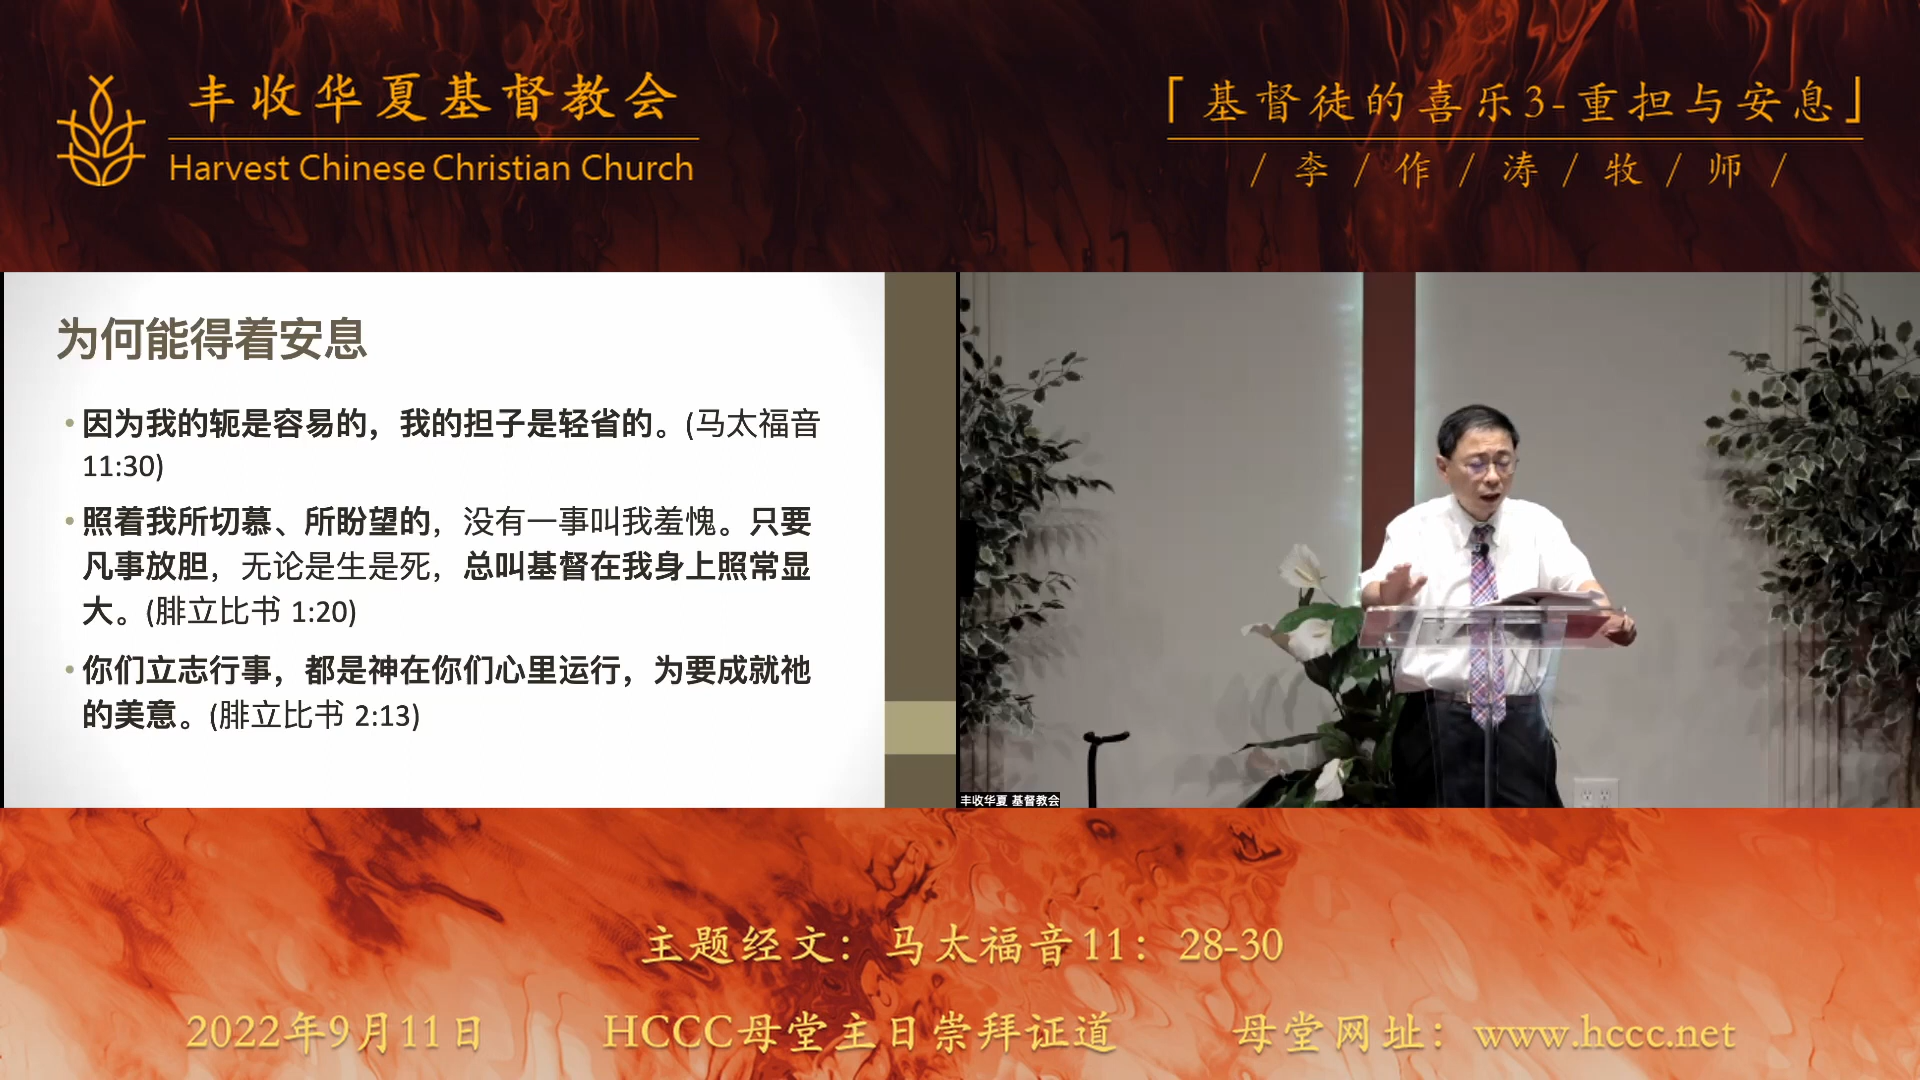 丰收华夏基督教会
Harvest Chinese Christian Church
「基督徒的喜乐3-重担与安息」
/ 李 / 作 / 涛 / 牧 / 师 /
为何能得着安息
• 因为我的轭是容易的，我的担子是轻省的。(马太福音
11:30)
• 照着我所切慕、所盼望的，没有一事叫我羞愧。只要
凡事放胆，无论是生是死，总叫基督在我身上照常显
大。(腓立比书 1:20)
• 你们立志行事，都是神在你们心里运行，为要成就祂
的美意。(腓立比书 2:13)
丰收华夏 基督教会
主题经文：马太福音11：28-30
2022年9月11日 HCCC母堂主日崇拜证道 母堂网址：www.hccc.net